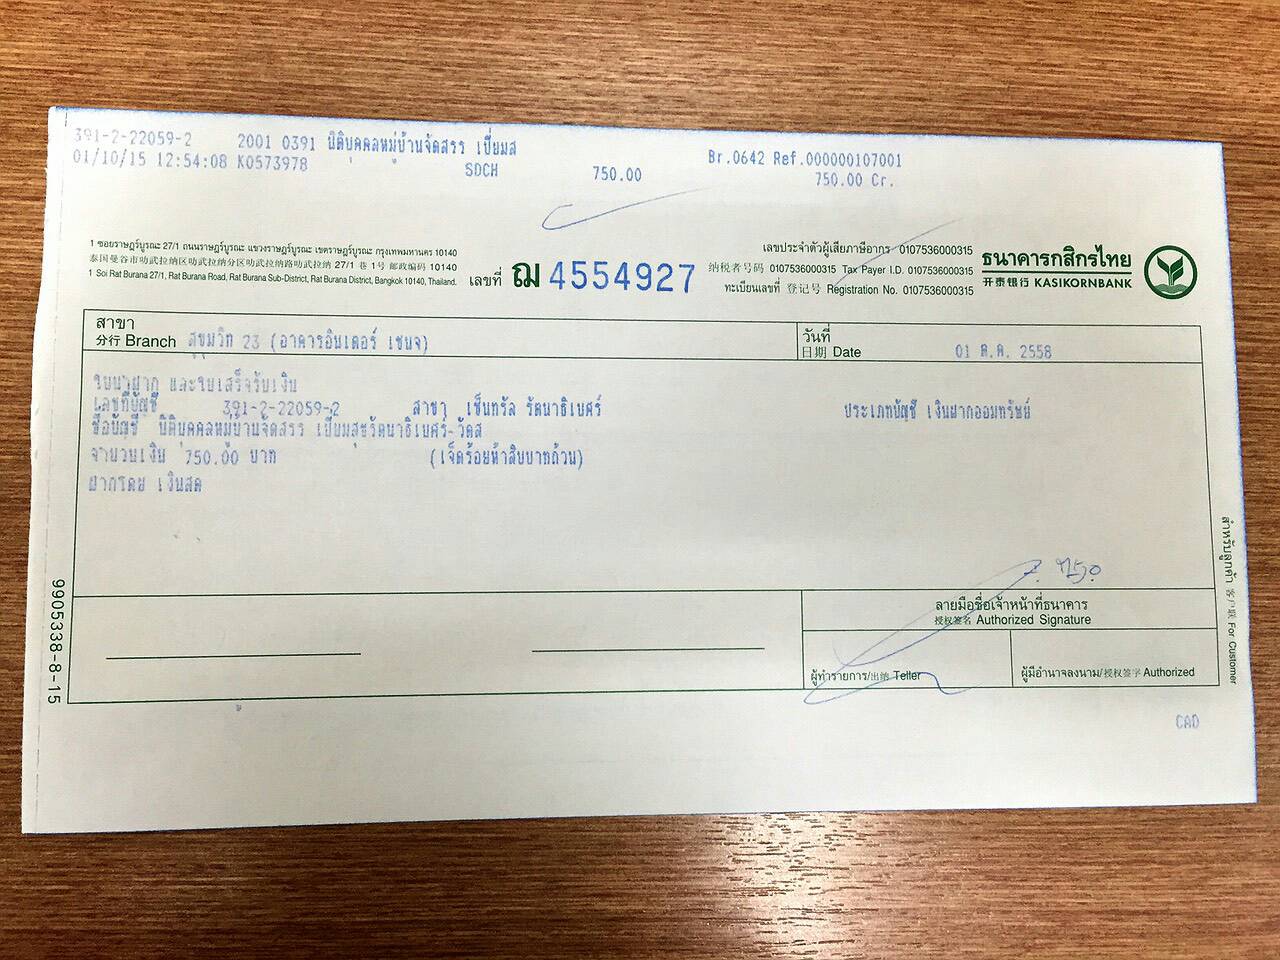 391-2-22059-2 2001 0391 นิติบุคคลหมู่บ้านจัดสรร เปี่ยมส Br.0642 Ref.000000107001
01/10/15 12:54:08 K0573978 SDCH 750.00 750.00 Cr.
1 ซอยราษฎร์บูรณะ 27/1 ถนนราษฎร์บูรณะ แขวงราษฎร์บูรณะ เขตราษฎร์บูรณะ กรุงเทพมหานคร 10140
泰国曼谷市叻武拉纳区叻武拉纳分区叻武拉纳路叻武拉纳 27/1 巷 1号 邮政编码 10140
1 Soi Rat Burana 27/1, Rat Burana Road, Rat Burana Sub-District, Rat Burana District, Bangkok 10140, Thailand.
เลขที่ ฌ 4554927
เลขประจำตัวผู้เสียภาษีอากร 0107536000315
纳税者号码 0107536000315 Tax Payer I.D. 0107536000315
ทะเบียนเลขที่ 登记号 Registration No. 0107536000315
ธนาคารกสิกรไทย
开泰银行 KASIKORNBANK
สาขา
分行 Branch สุขุมวิท 23 (อาคารอินเตอร์ เชนจ)
วันที่
日期 Date 01 ต.ค. 2558
ใบนำฝาก และใบเสร็จรับเงิน
เลขที่บัญชี 391-2-22059-2 สาขา เซ็นทรัล รัตนาธิเบศร์ ประเภทบัญชี เงินฝากออมทรัพย์
ชื่อบัญชี นิติบุคคลหมู่บ้านจัดสรร เปี่ยมสุขรัตนาธิเบศร์-วัดส
จำนวนเงิน 750.00 บาท (เจ็ดร้อยห้าสิบบาทถ้วน)
ฝากโดย เงินสด
ลายมือชื่อเจ้าหน้าที่ธนาคาร
授权签名 Authorized Signature
ผู้ทำรายการ/出纳 Teller
ผู้มีอำนาจลงนาม/授权签字 Authorized
9905338-8-15
สำหรับลูกค้า 客户联 For Customer
CAD